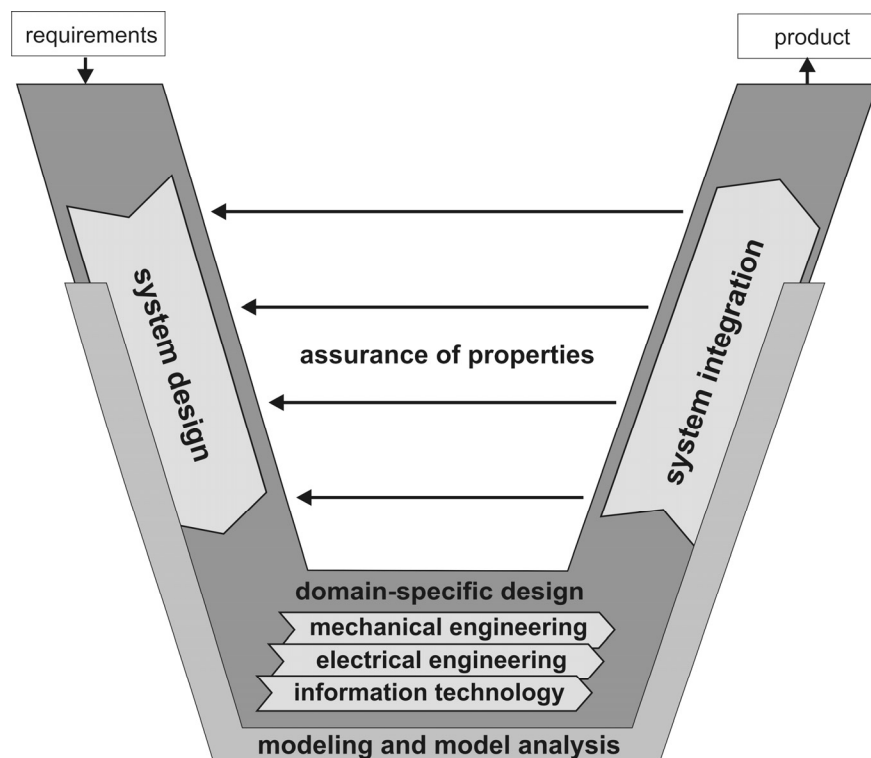 requirements
product
system design
assurance of properties
system integration
domain-specific design
mechanical engineering
electrical engineering
information technology
modeling and model analysis